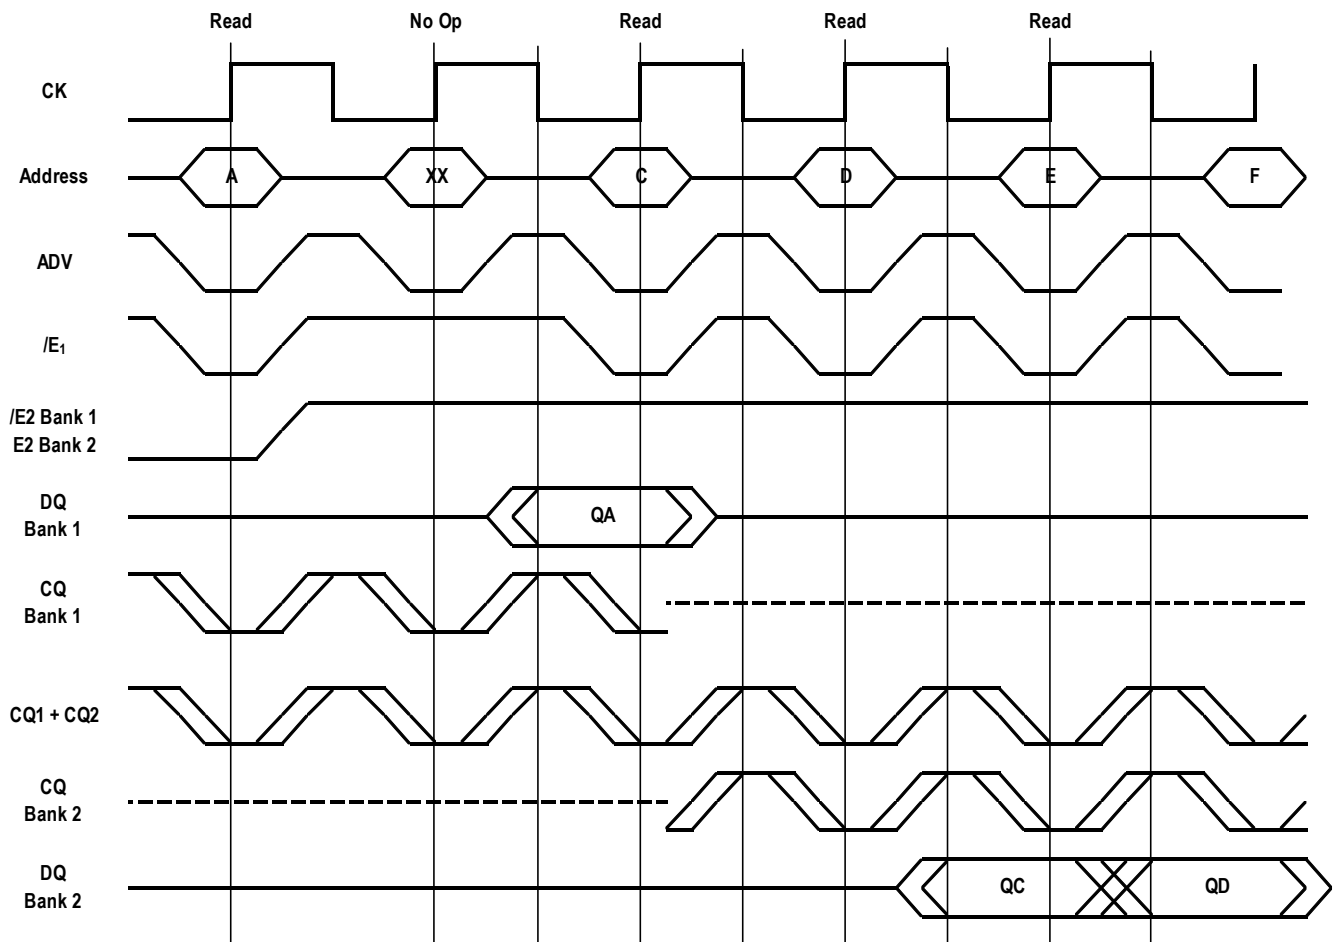 Read No Op Read Read Read
CK
Address A XX C D E F
ADV
/E1
/E2 Bank 1
E2 Bank 2
DQ
Bank 1
QA
CQ
Bank 1
CQ1 + CQ2
CQ
Bank 2
DQ
Bank 2
QC QD